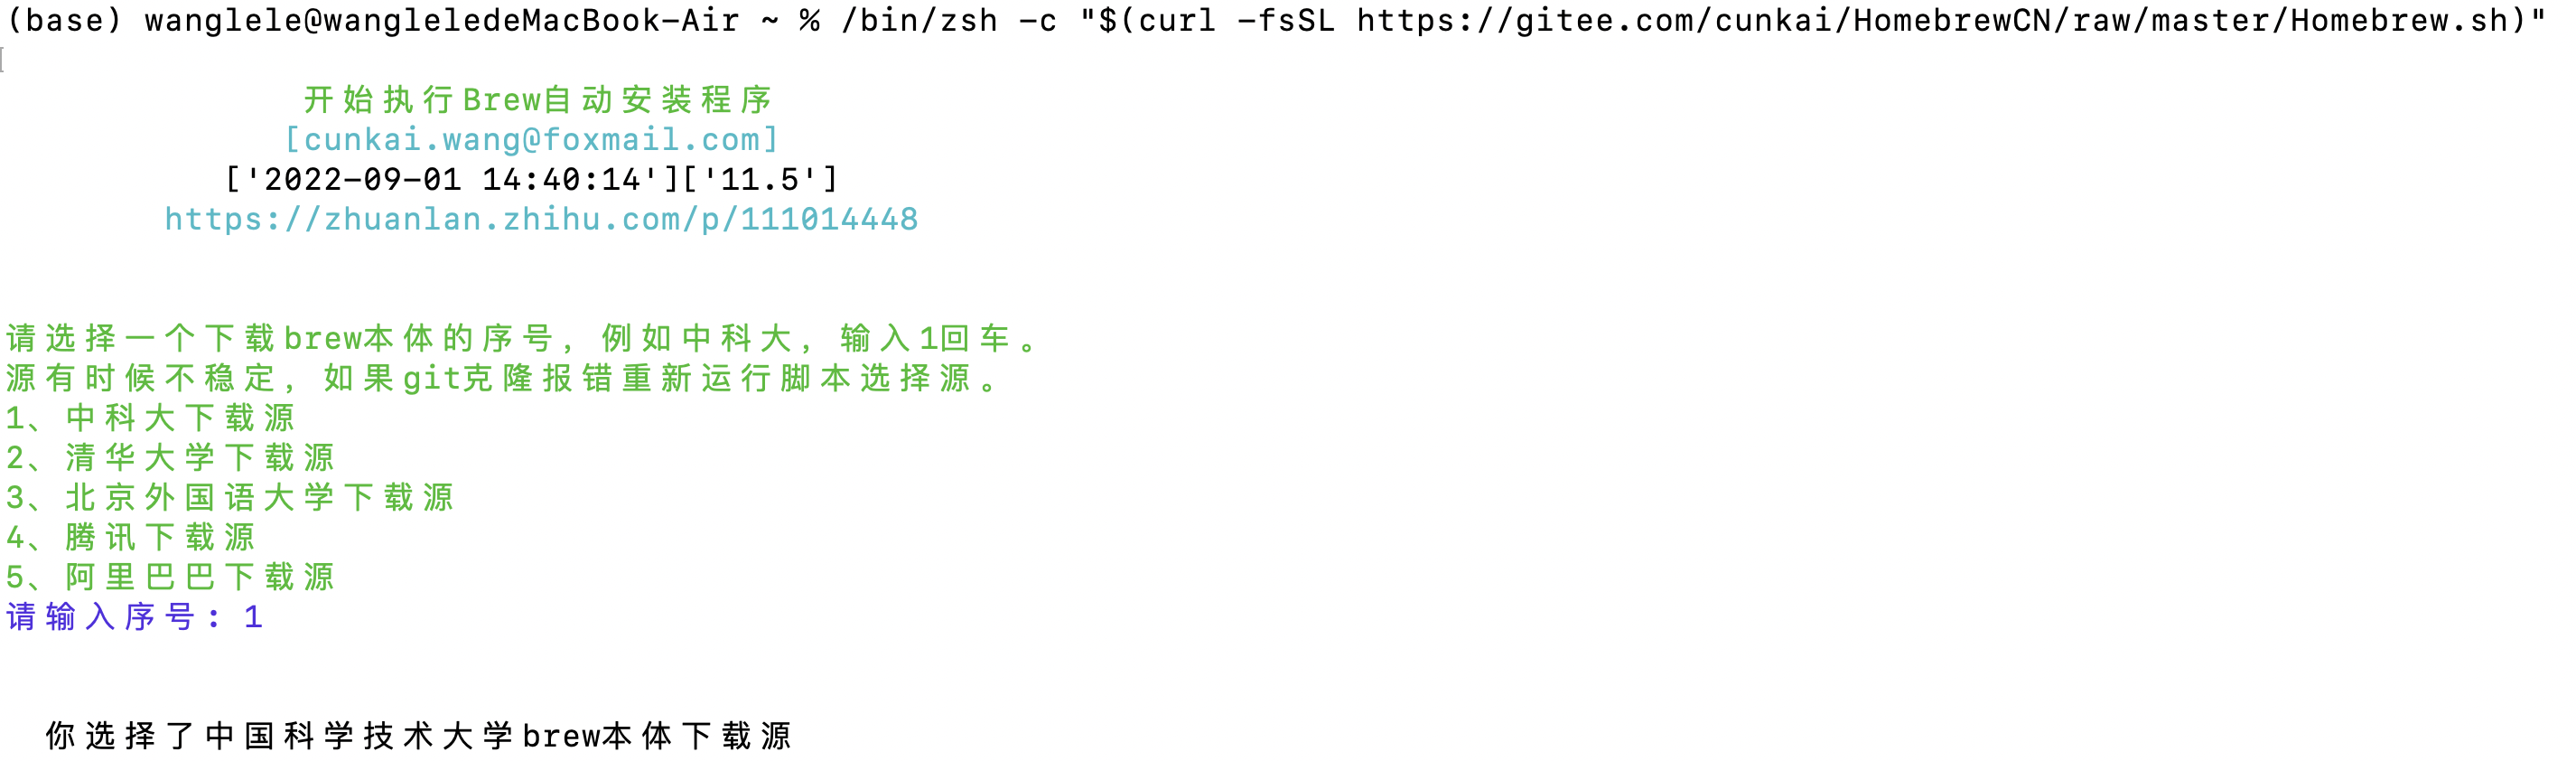 (base) wanglele@wangleledeMacBook-Air ~ % /bin/zsh -c "$(curl -fsSL https://gitee.com/cunkai/HomebrewCN/raw/master/Homebrew.sh)"
开始执行Brew自动安装程序
[cunkai.wang@foxmail.com]
['2022-09-01 14:40:14']['11.5']
https://zhuanlan.zhihu.com/p/111014448
请选择一个下载brew本体的序号，例如中科大，输入1回车。
源有时候不稳定，如果git克隆报错重新运行脚本选择源。
1、中科大下载源
2、清华大学下载源
3、北京外国语大学下载源
4、腾讯下载源
5、阿里巴巴下载源
请输入序号: 1
你选择了中国科学技术大学brew本体下载源